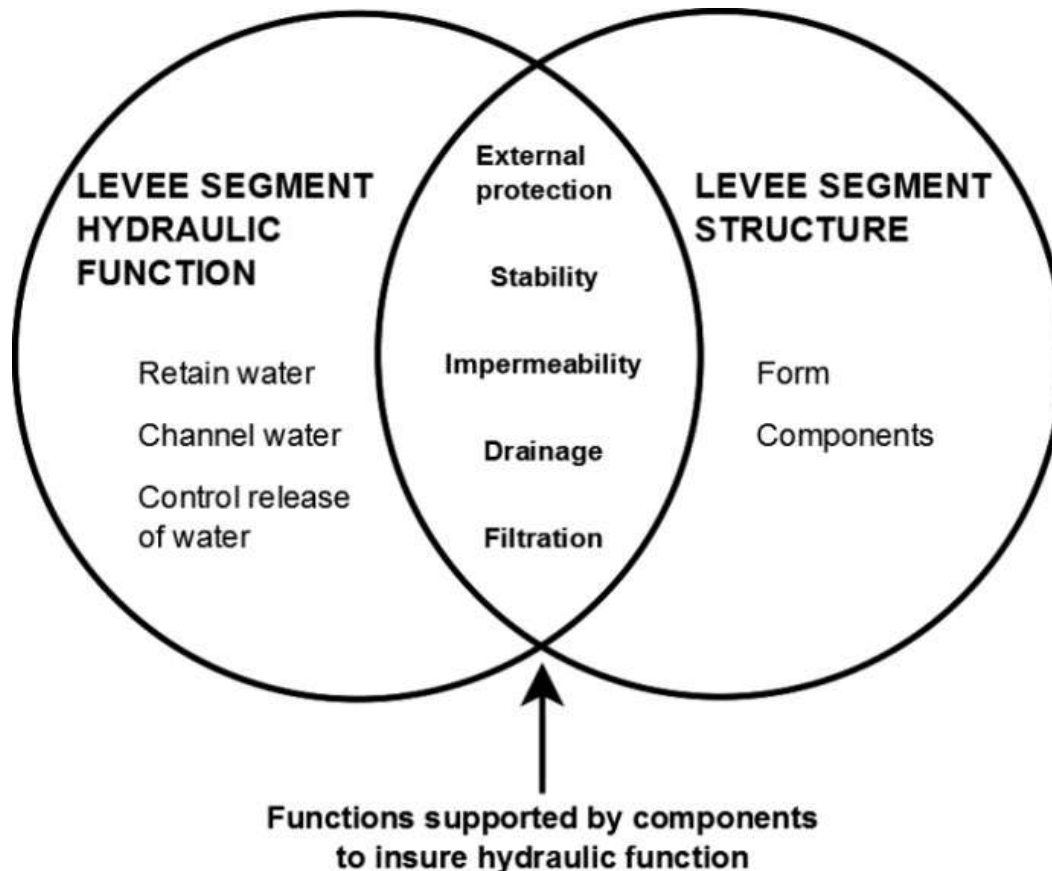 LEVEE SEGMENT
HYDRAULIC
FUNCTION
Retain water
Channel water
Control release
of water
External
protection
Stability
Impermeability
Drainage
Filtration
LEVEE SEGMENT
STRUCTURE
Form
Components
Functions supported by components
to insure hydraulic function